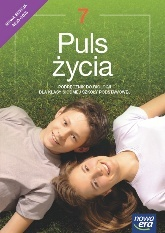 7
Puls
życia
PODRĘCZNIK DO BIOLOGII
DLA KLASY SIÓDMEJ SZKOŁY PODSTAWOWEJ
nowa
era